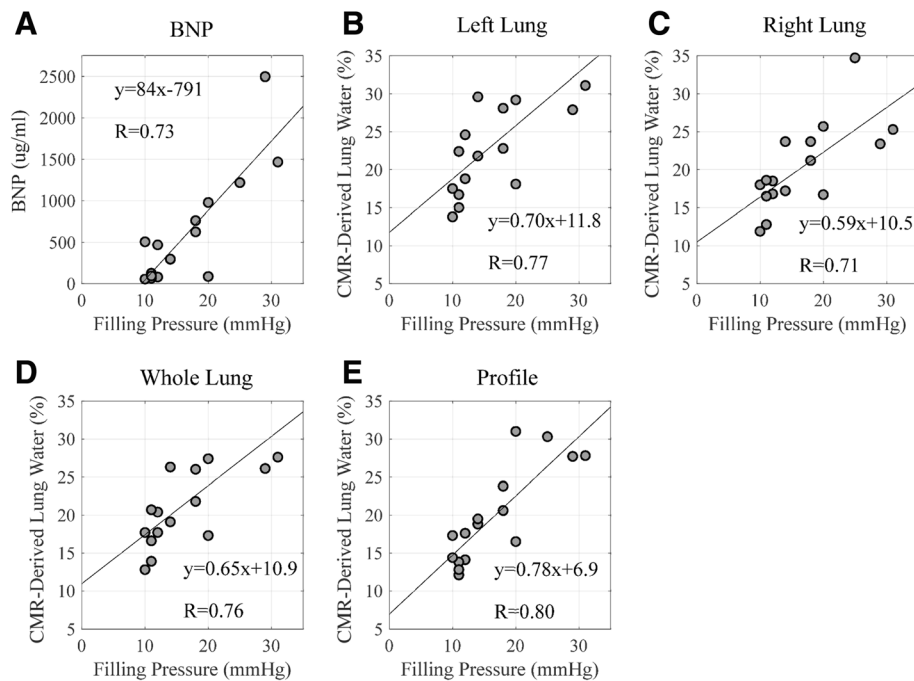 A
BNP
2500
2000
1500
1000
500
0
BNP (ug/ml)
y=84x-791
R=0.73
0 10 20 30
Filling Pressure (mmHg)
B
Left Lung
35
30
25
20
15
10
5
CMR-Derived Lung Water (%)
y=0.70x+11.8
R=0.77
0 10 20 30
Filling Pressure (mmHg)
C
Right Lung
35
30
25
20
15
10
5
CMR-Derived Lung Water (%)
y=0.59x+10.5
R=0.71
0 10 20 30
Filling Pressure (mmHg)
D
Whole Lung
35
30
25
20
15
10
5
CMR-Derived Lung Water (%)
y=0.65x+10.9
R=0.76
0 10 20 30
Filling Pressure (mmHg)
E
Profile
35
30
25
20
15
10
5
CMR-Derived Lung Water (%)
y=0.78x+6.9
R=0.80
0 10 20 30
Filling Pressure (mmHg)